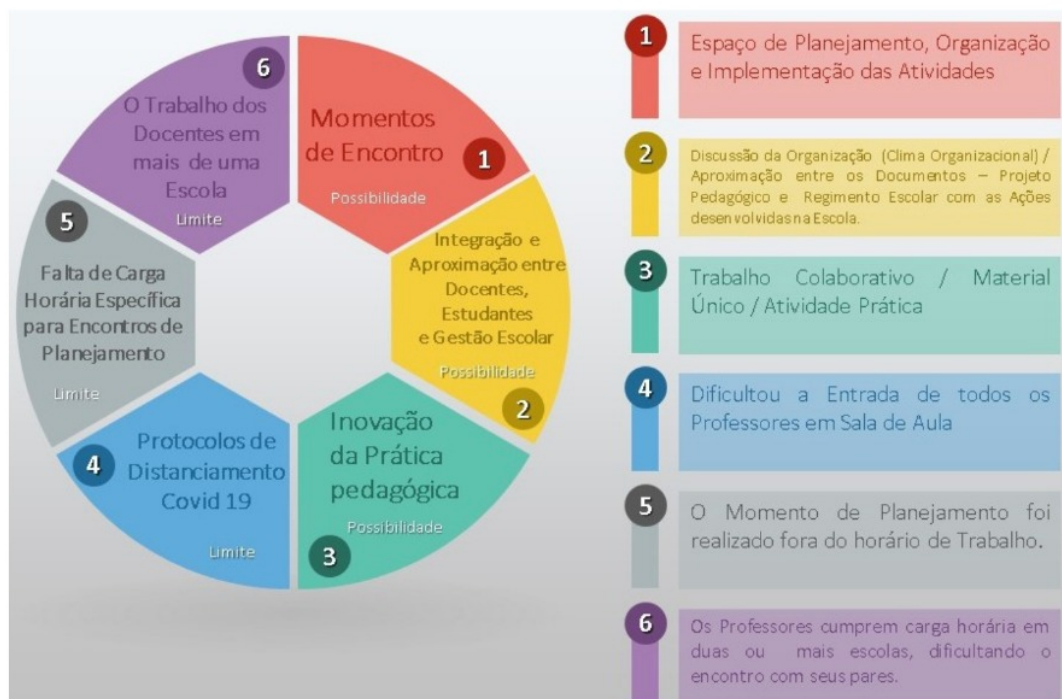 6
O Trabalho dos
Docentes em
mais de uma
Escola
Limite
Momentos
de Encontro
1
Possibilidade
Integração e
Aproximação entre
Docentes,
Estudantes
e Gestão Escolar
Possibilidade
2
Inovação
da Prática
pedagógica
Possibilidade
3
Protocolos de
Distanciamento
Covid 19
4
Limite
5
Falta de Carga
Horária Específica
para Encontros de
Planejamento
Limite
1
Espaço de Planejamento, Organização
e Implementação das Atividades
2
Discussão da Organização (Clima Organizacional) /
Aproximação entre os Documentos – Projeto
Pedagógico e Regimento Escolar com as Ações
desenvolvidas na Escola.
3
Trabalho Colaborativo / Material
Único / Atividade Prática
4
Dificultou a Entrada de todos os
Professores em Sala de Aula
5
O Momento de Planejamento foi
realizado fora do horário de Trabalho.
6
Os Professores cumprem carga horária em
duas ou mais escolas, dificultando o
encontro com seus pares.